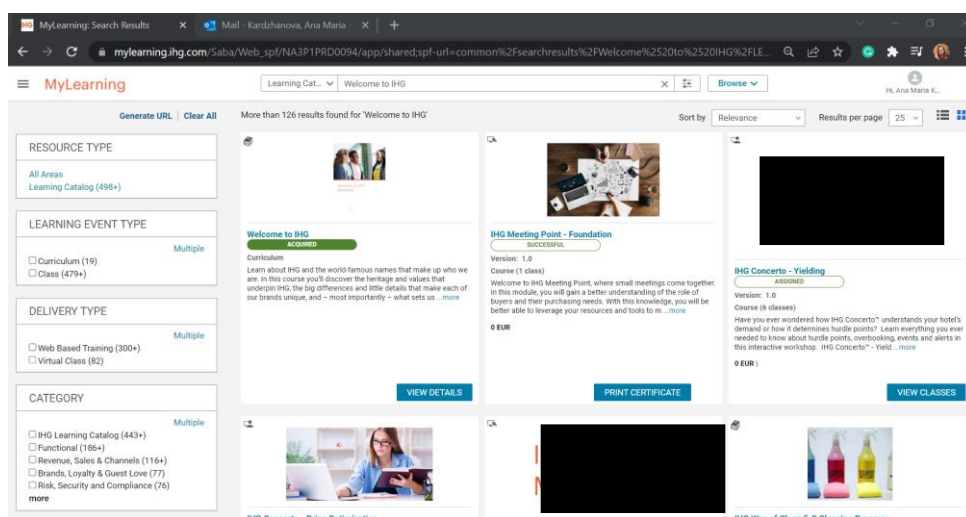 MyLearning: Search Results
Mail - Kardzhanova, Ana Maria
mylearning.ihg.com/Saba/Web_spf/NA3P1PRD0094/app/shared;spf-url=common%2Fsearchresults%2FWelcome%2520to%2520IHG%2FLE...
MyLearning
Learning Cat...
Welcome to IHG
Browse
Hi, Ana Maria K...
Generate URL | Clear All
More than 126 results found for 'Welcome to IHG'
Sort by Relevance
Results per page 25
RESOURCE TYPE
All Areas
Learning Catalog (498+)
LEARNING EVENT TYPE
Multiple
Curriculum (19)
Class (479+)
DELIVERY TYPE
Multiple
Web Based Training (300+)
Virtual Class (82)
CATEGORY
Multiple
IHG Learning Catalog (443+)
Functional (186+)
Revenue, Sales & Channels (116+)
Brands, Loyalty & Guest Love (77)
Risk, Security and Compliance (76)
more
Welcome to IHG
ACQUIRED
Curriculum
Learn about IHG and the world-famous names that make up who we
are. In this course you'll discover the heritage and values that
underpin IHG, the big differences and little details that make each of
our brands unique, and – most importantly – what sets us ...more
VIEW DETAILS
IHG Meeting Point - Foundation
SUCCESSFUL
Version: 1.0
Course (1 class)
Welcome to IHG Meeting Point, where small meetings come together.
In this module, you will gain a better understanding of the role of
buyers and their purchasing needs. With this knowledge, you will be
better able to leverage your resources and tools to m ...more
0 EUR
PRINT CERTIFICATE
IHG Concerto - Yielding
ASSIGNED
Version: 1.0
Course (6 classes)
Have you ever wondered how IHG Concerto™ understands your hotel's
demand or how it determines hurdle points? Learn everything you ever
needed to know about hurdle points, overbooking, events and alerts in
this interactive workshop. IHG Concerto™ - Yield ...more
0 EUR |
VIEW CLASSES